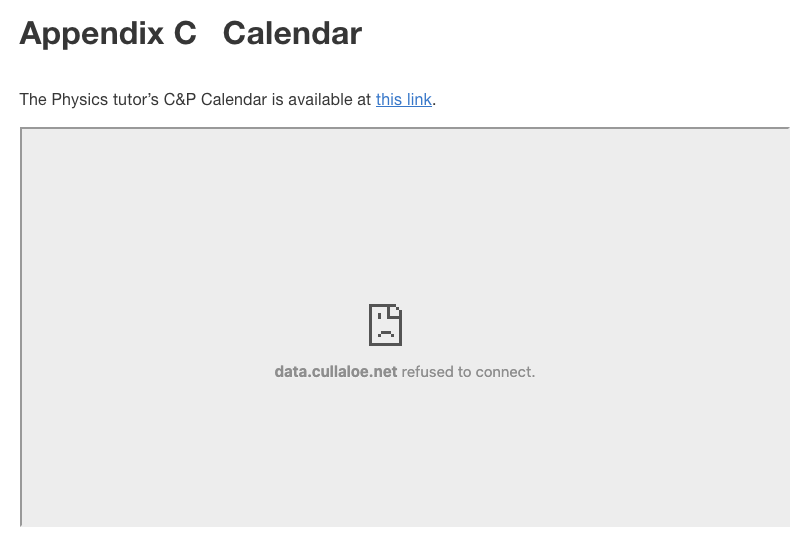 Appendix C Calendar
The Physics tutor’s C&P Calendar is available at this link.
data.cullaloe.net refused to connect.